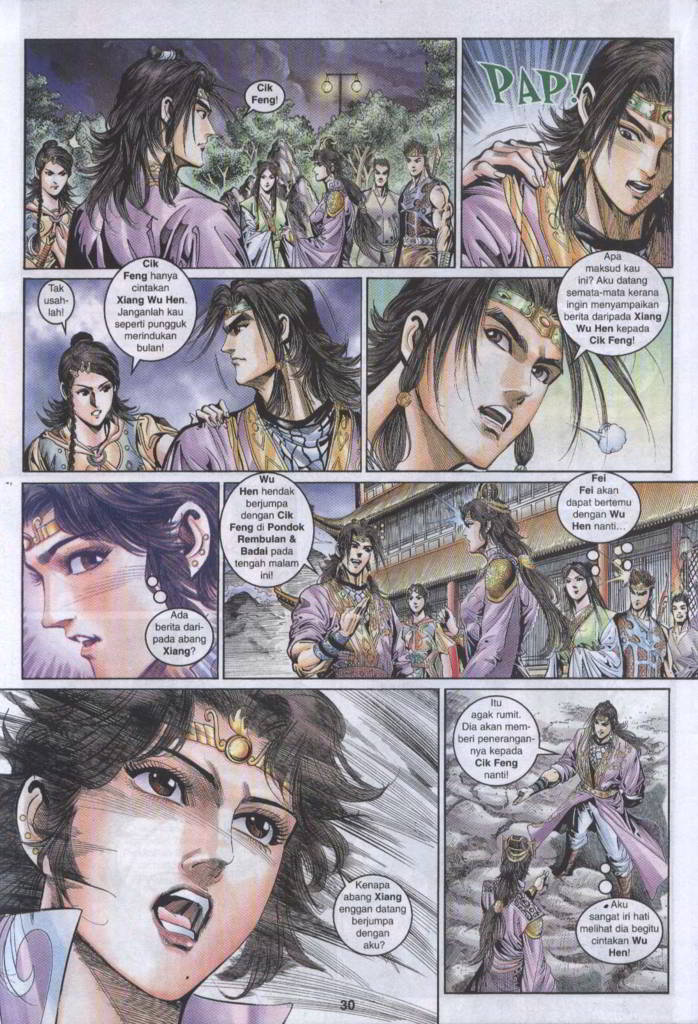 Cik
Feng!
PAP!
Tak
usah-
lah!
Cik
Feng hanya
cintakan
Xiang Wu Hen.
Janganlah kau
seperti pungguk
merindukan
bulan!
Apa
maksud kau
ini? Aku datang
semata-mata kerana
ingin menyampaikan
berita daripada Xiang
Wu Hen kepada
Cik Feng!
Ada
berita dari-
pada abang
Xiang?
Wu
Hen hendak
berjumpa
dengan Cik
Feng di Pondok
Rembulan &
Badai pada
tengah malam
ini!
Fei
Fei akan
dapat bertemu
dengan Wu
Hen nanti...
Kenapa
abang Xiang
enggan datang
berjumpa
dengan
aku?
Itu
agak rumit.
Dia akan mem-
beri penerangan-
nya kepada
Cik Feng
nanti!
Aku
sangat iri hati
melihat dia begitu
cintakan Wu
Hen!
30